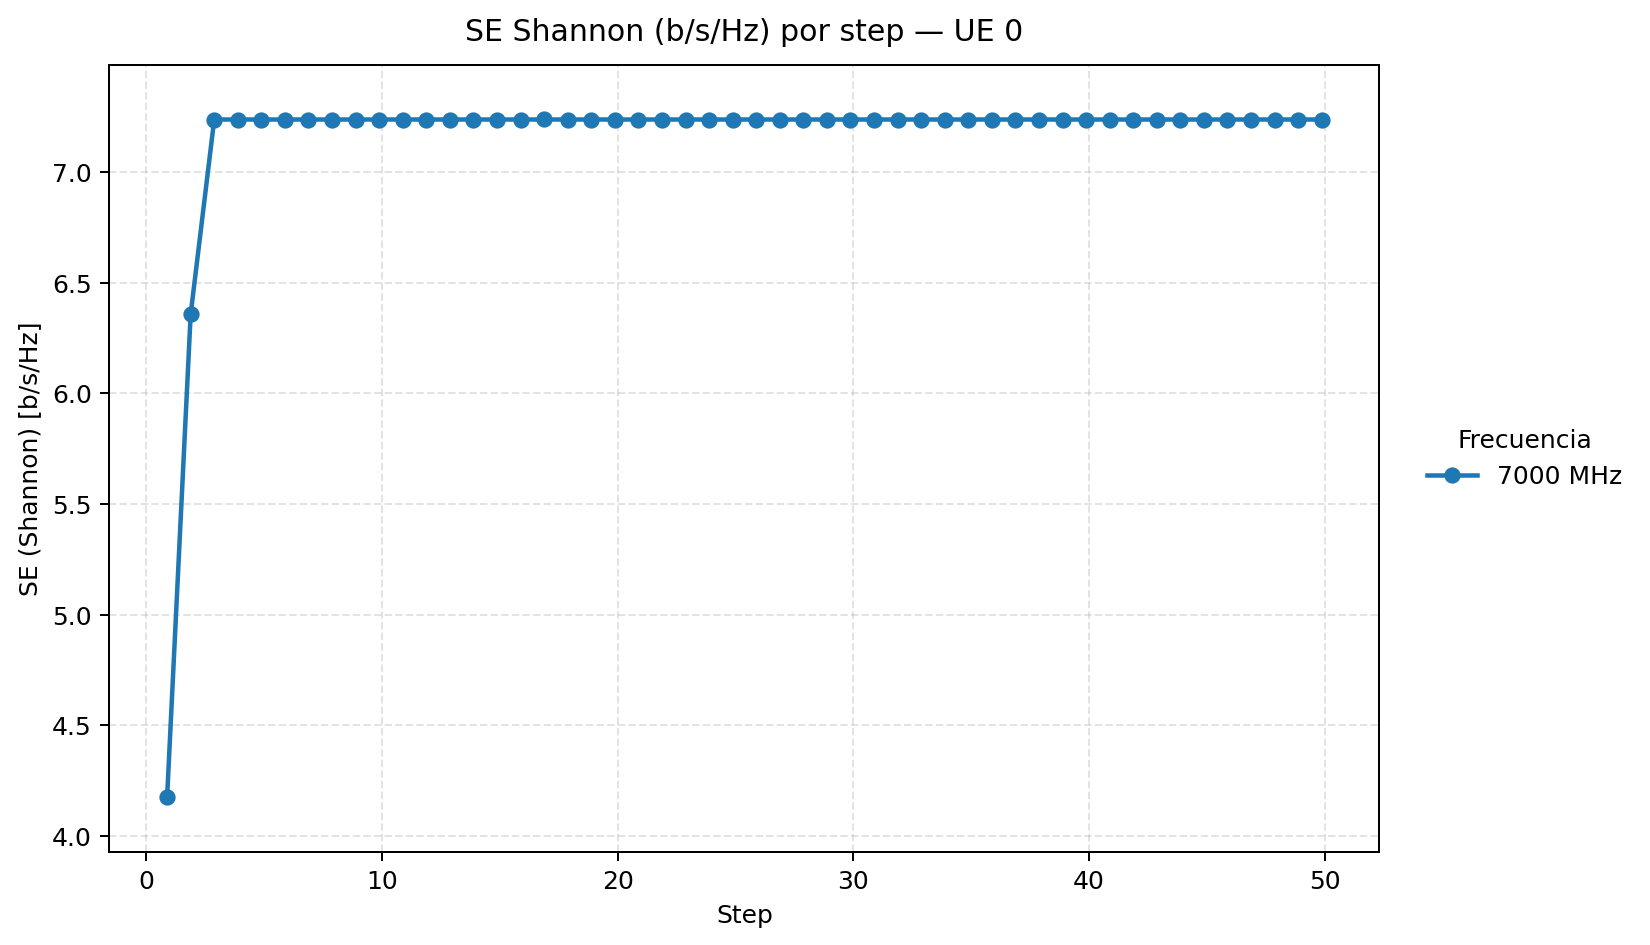 SE Shannon (b/s/Hz) por step — UE 0
SE (Shannon) [b/s/Hz]
7.0
6.5
6.0
5.5
5.0
4.5
4.0
0 10 20 30 40 50
Step
Frecuencia
7000 MHz